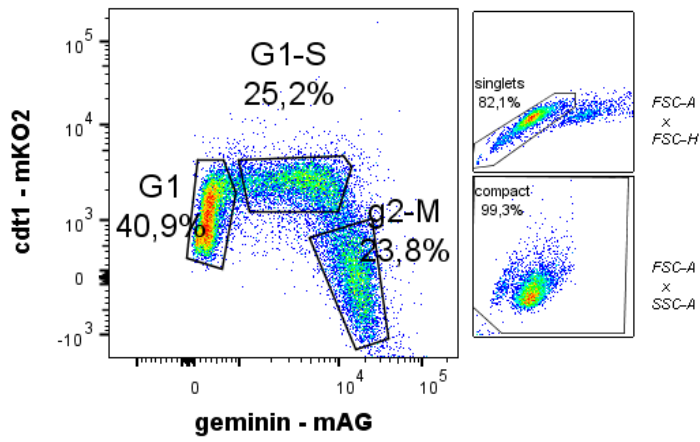 cdt1 - mKO2
10^5
10^4
10^3
0
-10^3
G1-S
25,2%
G1
40,9%
g2-M
23,8%
0
10^4
10^5
geminin - mAG
singlets
82,1%
FSC-A
x
FSC-H
compact
99,3%
FSC-A
x
SSC-A